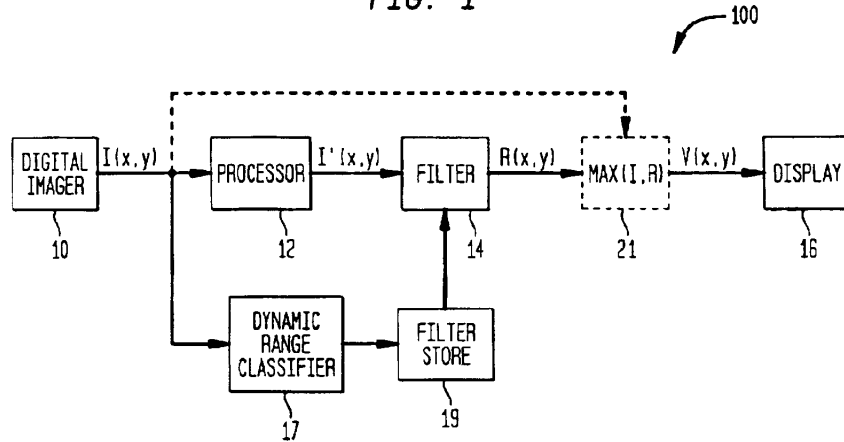 FIG. 1
100
DIGITAL
IMAGER
I(x,y)
PROCESSOR
I'(x,y)
FILTER
R(x,y)
MAX(I,R)
V(x,y)
DISPLAY
10
12
14
21
16
DYNAMIC
RANGE
CLASSIFIER
FILTER
STORE
17
19